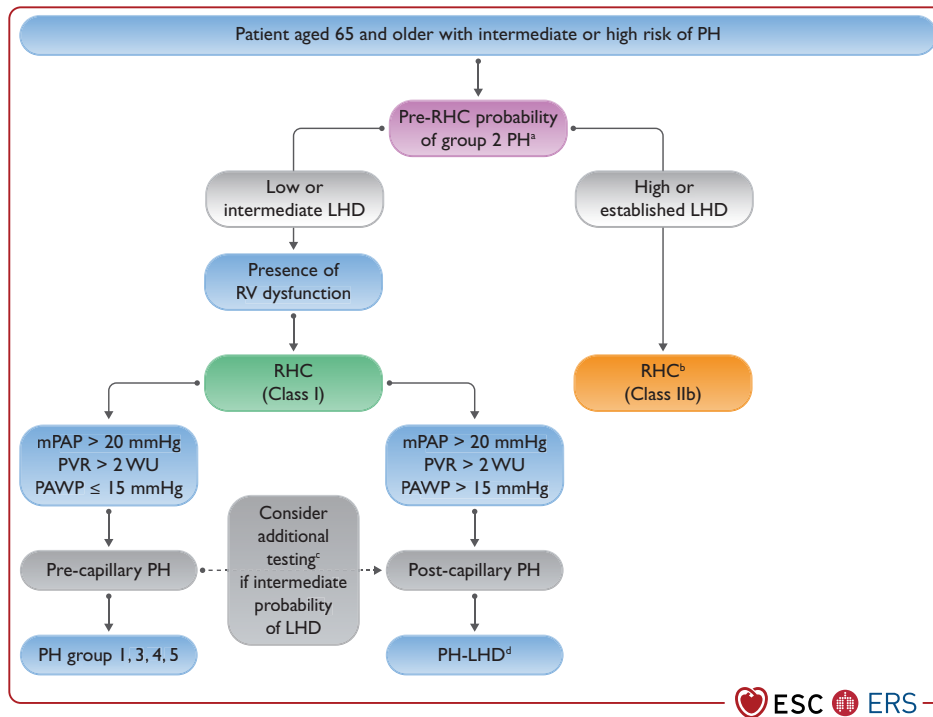 Patient aged 65 and older with intermediate or high risk of PH
Pre-RHC probability
of group 2 PHᵃ
Low or
intermediate LHD
High or
established LHD
Presence of
RV dysfunction
RHC
(Class I)
RHCᵇ
(Class IIb)
mPAP > 20 mmHg
PVR > 2 WU
PAWP ≤ 15 mmHg
mPAP > 20 mmHg
PVR > 2 WU
PAWP > 15 mmHg
Consider
additional
testingᶜ
if intermediate
probability
of LHD
Pre-capillary PH
Post-capillary PH
PH group 1, 3, 4, 5
PH-LHDᵈ
ESC ERS